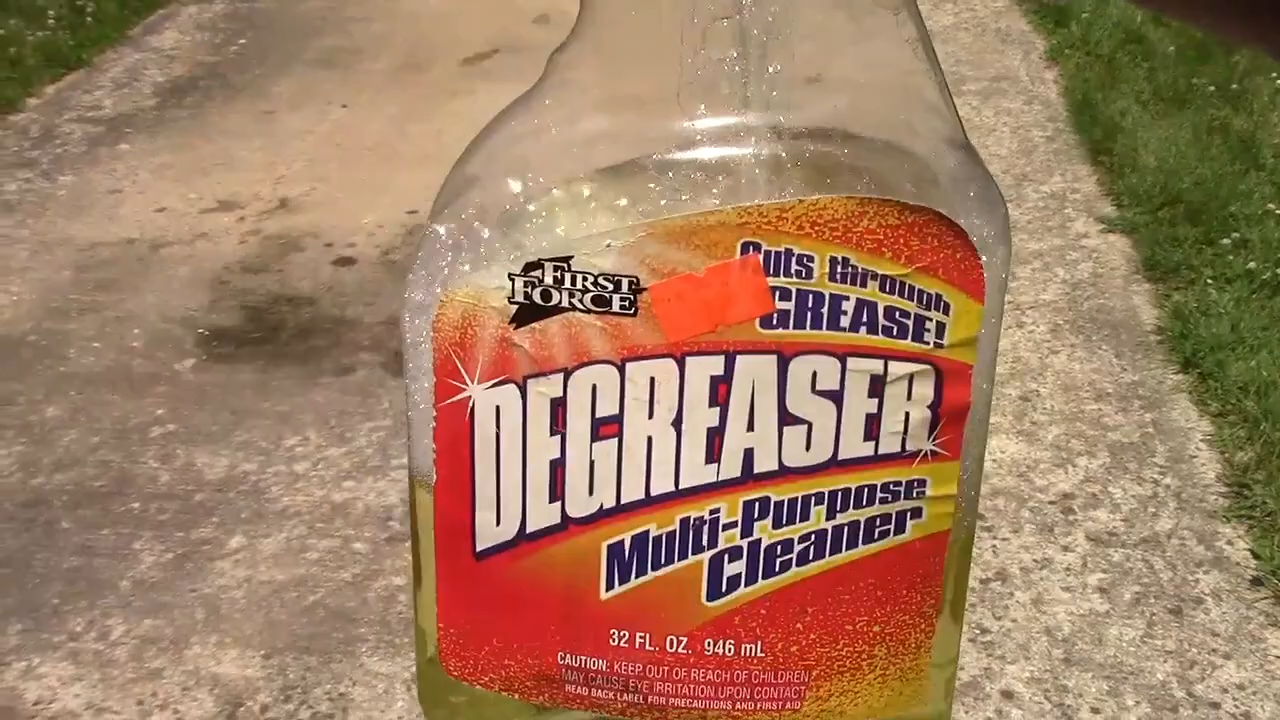 FIRST
FORCE
Cuts through
GREASE!
DEGREASER
Multi-Purpose
Cleaner
32 FL. OZ. 946 mL
CAUTION: KEEP OUT OF REACH OF CHILDREN
MAY CAUSE EYE IRRITATION UPON CONTACT
READ BACK LABEL FOR PRECAUTIONS AND FIRST AID